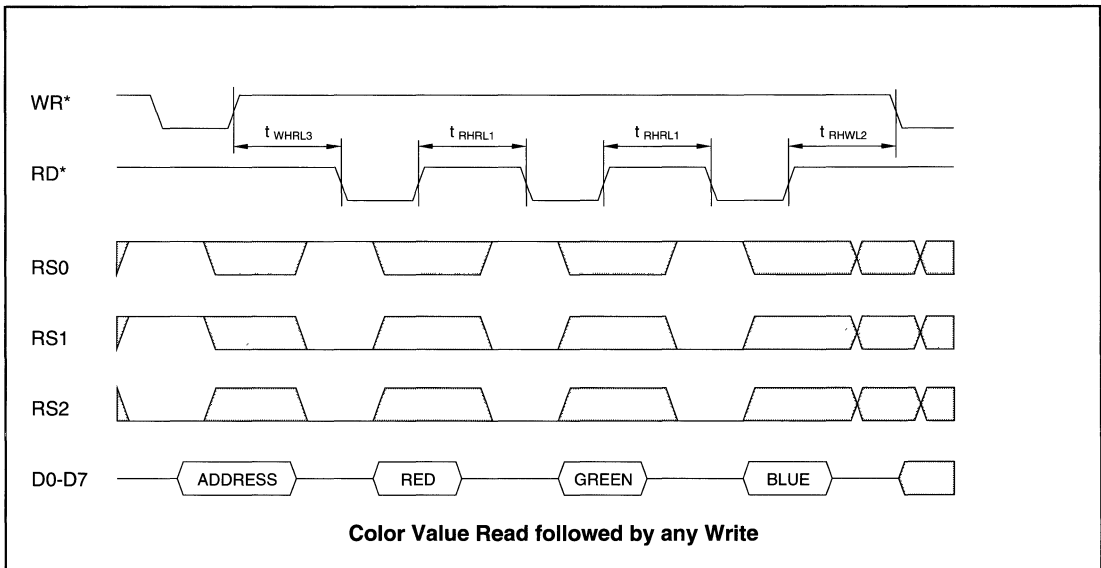 WR*
t WHRL3 t RHRL1 t RHRL1 t RHWL2
RD*
RS0
RS1
RS2
D0-D7 ADDRESS RED GREEN BLUE
Color Value Read followed by any Write